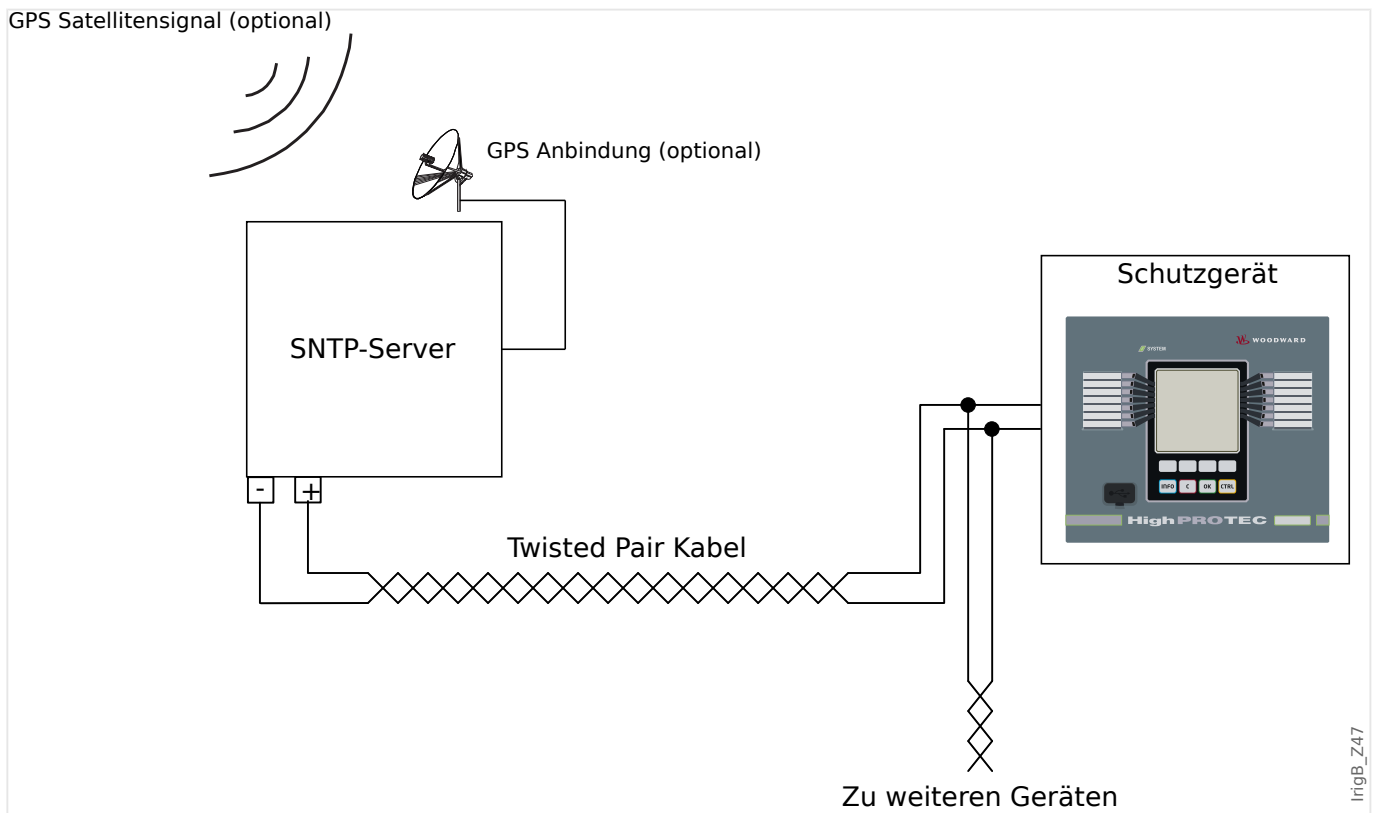 GPS Satellitensignal (optional)
GPS Anbindung (optional)
SNTP-Server
- +
Twisted Pair Kabel
Schutzgerät
WOODWARD
SYSTEM
INFO C OK CTRL
HighPROTEC
Zu weiteren Geräten
IrigB_Z47